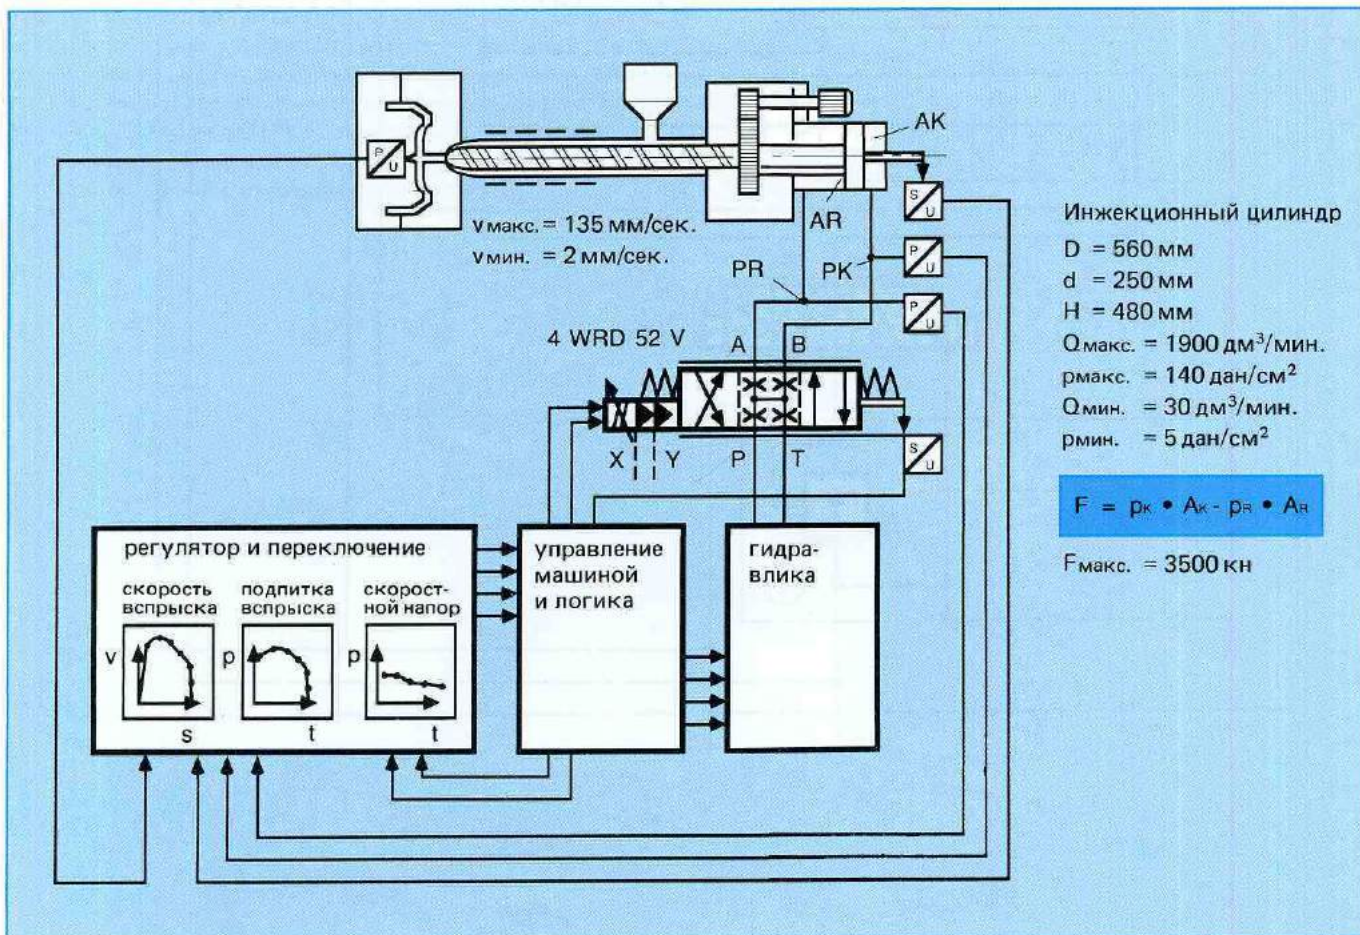 AK
P
U
S
U
AR
vмакс. = 135 мм/сек.
vмин. = 2 мм/сек.
PR
PK
P
U
P
U
4 WRD 52 V
A
B
X
Y
P
T
S
U
Инжекционный цилиндр
D = 560 мм
d = 250 мм
H = 480 мм
Qмакс. = 1900 дм³/мин.
pмакс. = 140 дан/см²
Qмин. = 30 дм³/мин.
pмин. = 5 дан/см²
F = pK • AK - pR • AR
Fмакс. = 3500 кн
регулятор и переключение
скорость
вспрыска
v
s
подпитка
вспрыска
p
t
скорост-
ной напор
p
t
управление
машиной
и логика
гидра-
влика